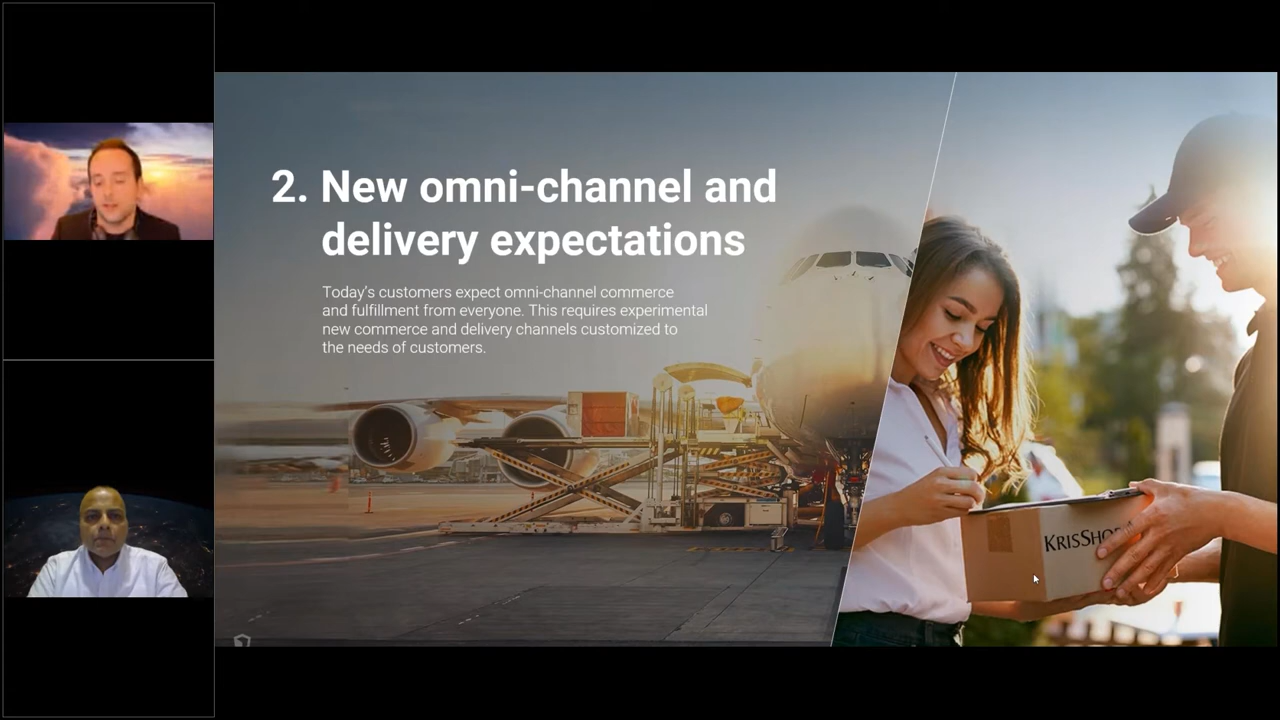 2. New omni-channel and
delivery expectations
Today's customers expect omni-channel commerce
and fulfillment from everyone. This requires experimental
new commerce and delivery channels customized to
the needs of customers.